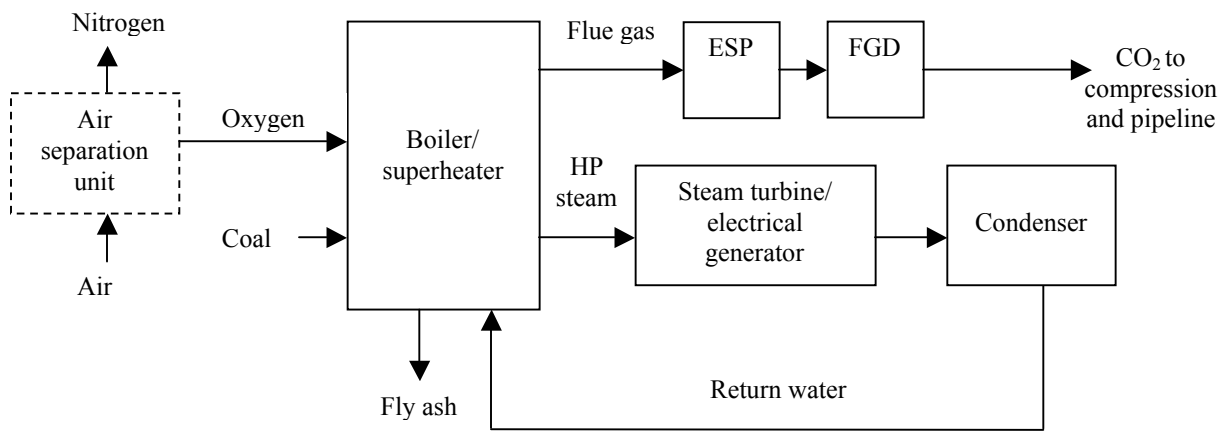 Nitrogen
Air
separation
unit
Air
Oxygen
Coal
Boiler/
superheater
Fly ash
Flue gas
ESP
FGD
CO₂ to
compression
and pipeline
HP
steam
Steam turbine/
electrical
generator
Condenser
Return water